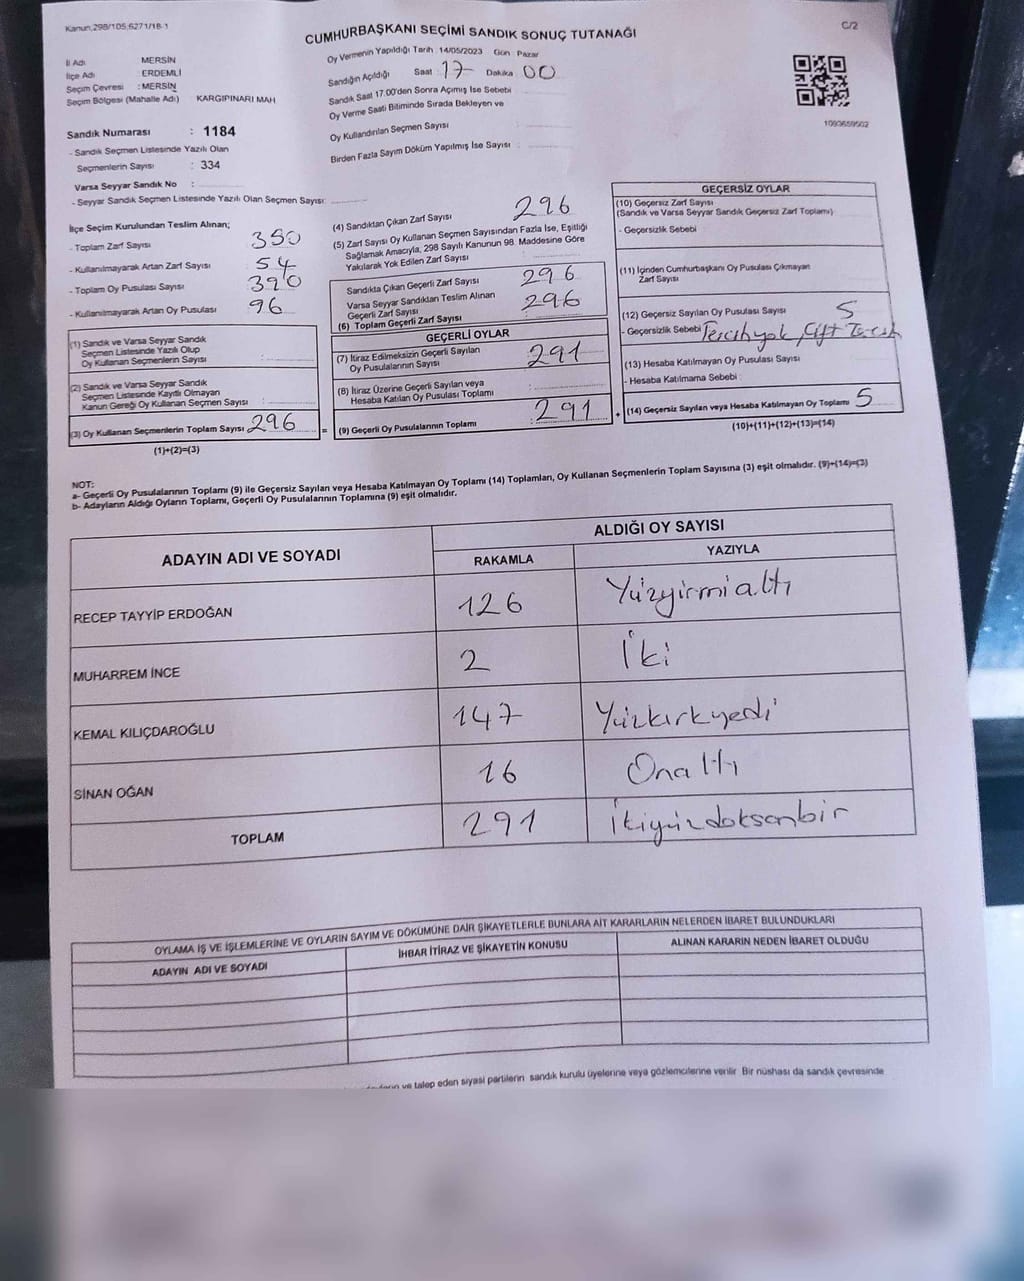 Kanun,298/105,6271/18-1
C/2
CUMHURBAŞKANI SEÇİMİ SANDIK SONUÇ TUTANAĞI
İl Adı MERSİN
İlçe Adı : ERDEMLİ
Seçim Çevresi : MERSİN
Seçim Bölgesi (Mahalle Adı) KARGIPINARI MAH
Sandık Numarası : 1184
- Sandık Seçmen Listesinde Yazılı Olan
Seçmenlerin Sayısı : 334
Varsa Seyyar Sandık No :
- Seyyar Sandık Seçmen Listesinde Yazılı Olan Seçmen Sayısı:
Oy Vermenin Yapıldığı Tarih : 14/05/2023 Gün : Pazar
Sandığın Açıldığı Saat : 17 Dakika 00
Sandık Saat 17.00'den Sonra Açımış İse Sebebi
Oy Verme Saati Bitiminde Sırada Bekleyen ve
Oy Kullandırılan Seçmen Sayısı
Birden Fazla Sayım Döküm Yapılmış İse Sayısı :
1093659502
İlçe Seçim Kurulundan Teslim Alınan;
- Toplam Zarf Sayısı 350
- Kullanılmayarak Artan Zarf Sayısı 54
- Toplam Oy Pusulası Sayısı 390
- Kullanılmayarak Artan Oy Pusulası 96
(1) Sandık ve Varsa Seyyar Sandık
Seçmen Listesinde Yazılı Olup
Oy Kullanan Seçmenlerin Sayısı :
(2) Sandık ve Varsa Seyyar Sandık
Seçmen Listesinde Kayıtlı Olmayan
Kanun Gereği Oy Kullanan Seçmen Sayısı :
(3) Oy Kullanan Seçmenlerin Toplam Sayısı 296
=
(1)+(2)=(3)
(4) Sandıktan Çıkan Zarf Sayısı 296
(5) Zarf Sayısı Oy Kullanan Seçmen Sayısından Fazla İse, Eşitliği
Sağlamak Amacıyla, 298 Sayılı Kanunun 98. Maddesine Göre
Yakılarak Yok Edilen Zarf Sayısı :
Sandıkta Çıkan Geçerli Zarf Sayısı 296
Varsa Seyyar Sandıktan Teslim Alınan
Geçerli Zarf Sayısı 296
(6) Toplam Geçerli Zarf Sayısı
GEÇERLİ OYLAR
(7) İtiraz Edilmeksizin Geçerli Sayılan
Oy Pusulalarının Sayısı : 291
(8) İtiraz Üzerine Geçerli Sayılan veya
Hesaba Katılan Oy Pusulası Toplamı :
(9) Geçerli Oy Pusulalarının Toplamı : 291
+
GEÇERSİZ OYLAR
(10) Geçersiz Zarf Sayısı
(Sandık ve Varsa Seyyar Sandık Geçersiz Zarf Toplamı)
- Geçersizlik Sebebi
(11) İçinden Cumhurbaşkanı Oy Pusulası Çıkmayan
Zarf Sayısı
(12) Geçersiz Sayılan Oy Pusulası Sayısı 5
- Geçersizlik Sebebi Tercih yok, Çift Tercih
(13) Hesaba Katılmayan Oy Pusulası Sayısı
- Hesaba Katılmama Sebebi :
(14) Geçersiz Sayılan veya Hesaba Katılmayan Oy Toplamı 5
(10)+(11)+(12)+(13)=(14)
NOT:
a- Geçerli Oy Pusulalarının Toplamı (9) ile Geçersiz Sayılan veya Hesaba Katılmayan Oy Toplamı (14) Toplamları, Oy Kullanan Seçmenlerin Toplam Sayısına (3) eşit olmalıdır. (9)+(14)=(3)
b- Adayların Aldığı Oyların Toplamı, Geçerli Oy Pusulalarının Toplamına (9) eşit olmalıdır.
ADAYIN ADI VE SOYADI
ALDIĞI OY SAYISI
RAKAMLA YAZIYLA
RECEP TAYYİP ERDOĞAN 126 Yüzyirmialtı
MUHARREM İNCE 2 İki
KEMAL KILIÇDAROĞLU 147 Yüzkırkyedi
SİNAN OĞAN 16 Onaltı
TOPLAM 291 İkiyüzdoksanbir
OYLAMA İŞ VE İŞLEMLERİNE VE OYLARIN SAYIM VE DÖKÜMÜNE DAİR ŞİKAYETLERLE BUNLARA AİT KARARLARIN NELERDEN İBARET BULUNDUKLARI
ADAYIN ADI VE SOYADI İHBAR İTİRAZ VE ŞİKAYETİN KONUSU ALINAN KARARIN NEDEN İBARET OLDUĞU
ve talep eden siyasi partilerin sandık kurulu üyelerine veya gözlemcilerine verilir Bir nüshası da sandık çevresinde